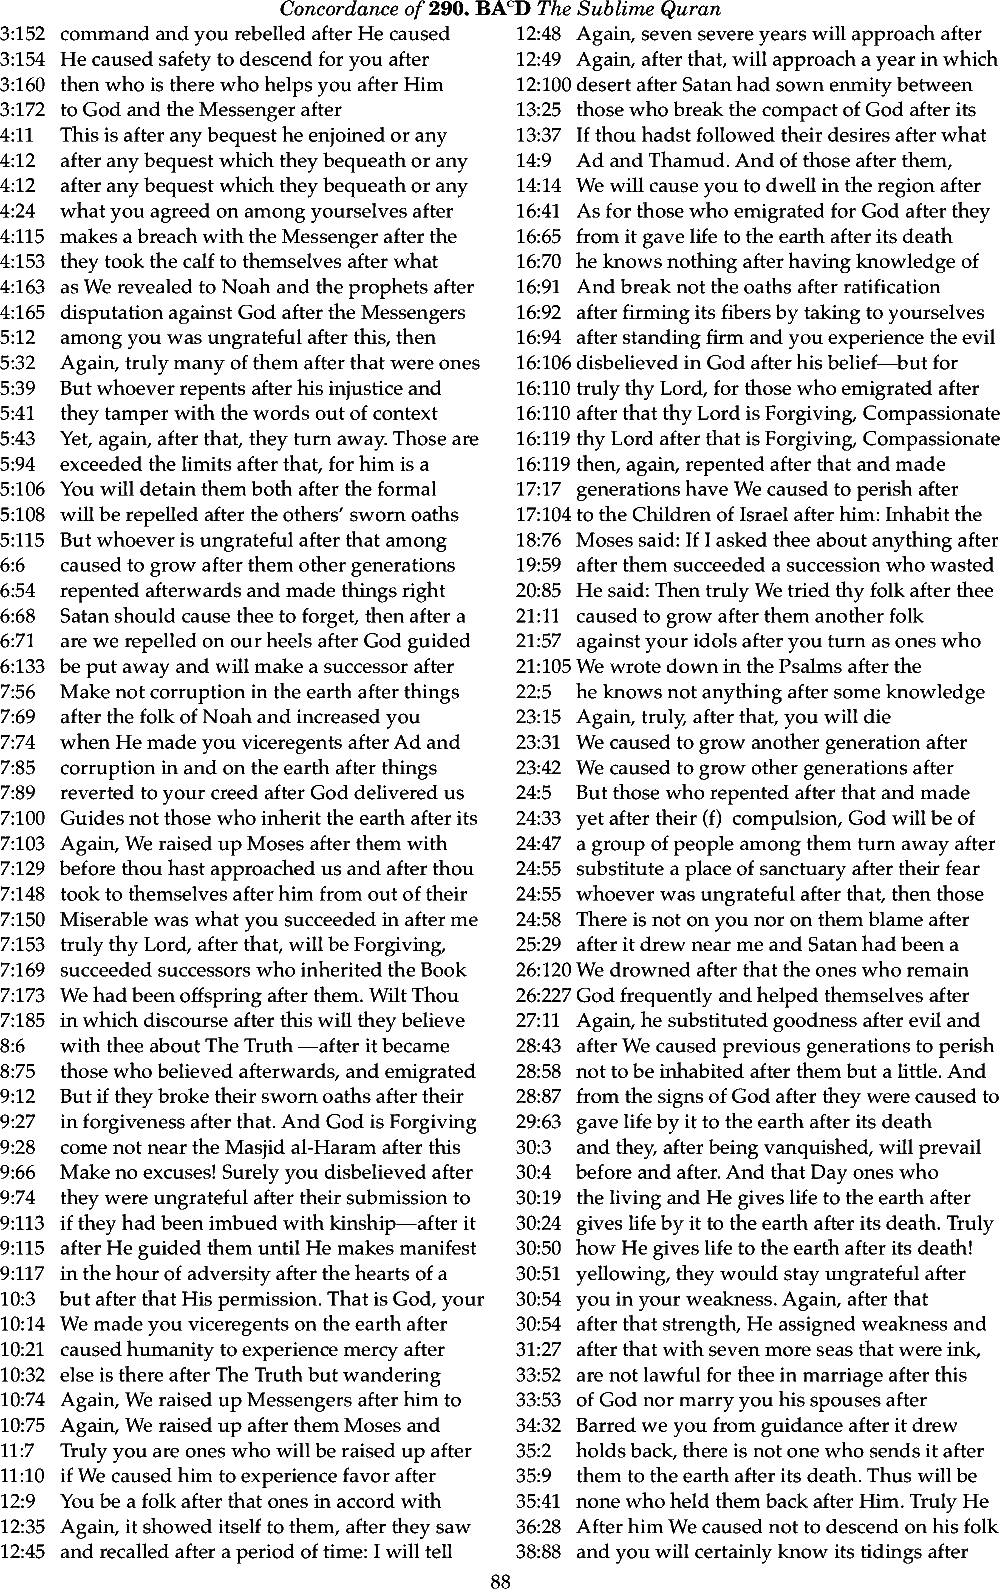 Concordance of 290. BAᶜD The Sublime Quran
3:152 command and you rebelled after He caused
3:154 He caused safety to descend for you after
3:160 then who is there who helps you after Him
3:172 to God and the Messenger after
4:11 This is after any bequest he enjoined or any
4:12 after any bequest which they bequeath or any
4:12 after any bequest which they bequeath or any
4:24 what you agreed on among yourselves after
4:115 makes a breach with the Messenger after the
4:153 they took the calf to themselves after what
4:163 as We revealed to Noah and the prophets after
4:165 disputation against God after the Messengers
5:12 among you was ungrateful after this, then
5:32 Again, truly many of them after that were ones
5:39 But whoever repents after his injustice and
5:41 they tamper with the words out of context
5:43 Yet, again, after that, they turn away. Those are
5:94 exceeded the limits after that, for him is a
5:106 You will detain them both after the formal
5:108 will be repelled after the others’ sworn oaths
5:115 But whoever is ungrateful after that among
6:6 caused to grow after them other generations
6:54 repented afterwards and made things right
6:68 Satan should cause thee to forget, then after a
6:71 are we repelled on our heels after God guided
6:133 be put away and will make a successor after
7:56 Make not corruption in the earth after things
7:69 after the folk of Noah and increased you
7:74 when He made you viceregents after Ad and
7:85 corruption in and on the earth after things
7:89 reverted to your creed after God delivered us
7:100 Guides not those who inherit the earth after its
7:103 Again, We raised up Moses after them with
7:129 before thou hast approached us and after thou
7:148 took to themselves after him from out of their
7:150 Miserable was what you succeeded in after me
7:153 truly thy Lord, after that, will be Forgiving,
7:169 succeeded successors who inherited the Book
7:173 We had been offspring after them. Wilt Thou
7:185 in which discourse after this will they believe
8:6 with thee about The Truth —after it became
8:75 those who believed afterwards, and emigrated
9:12 But if they broke their sworn oaths after their
9:27 in forgiveness after that. And God is Forgiving
9:28 come not near the Masjid al-Haram after this
9:66 Make no excuses! Surely you disbelieved after
9:74 they were ungrateful after their submission to
9:113 if they had been imbued with kinship—after it
9:115 after He guided them until He makes manifest
9:117 in the hour of adversity after the hearts of a
10:3 but after that His permission. That is God, your
10:14 We made you viceregents on the earth after
10:21 caused humanity to experience mercy after
10:32 else is there after The Truth but wandering
10:74 Again, We raised up Messengers after him to
10:75 Again, We raised up after them Moses and
11:7 Truly you are ones who will be raised up after
11:10 if We caused him to experience favor after
12:9 You be a folk after that ones in accord with
12:35 Again, it showed itself to them, after they saw
12:45 and recalled after a period of time: I will tell
12:48 Again, seven severe years will approach after
12:49 Again, after that, will approach a year in which
12:100 desert after Satan had sown enmity between
13:25 those who break the compact of God after its
13:37 If thou hadst followed their desires after what
14:9 Ad and Thamud. And of those after them,
14:14 We will cause you to dwell in the region after
16:41 As for those who emigrated for God after they
16:65 from it gave life to the earth after its death
16:70 he knows nothing after having knowledge of
16:91 And break not the oaths after ratification
16:92 after firming its fibers by taking to yourselves
16:94 after standing firm and you experience the evil
16:106 disbelieved in God after his belief—but for
16:110 truly thy Lord, for those who emigrated after
16:110 after that thy Lord is Forgiving, Compassionate
16:119 thy Lord after that is Forgiving, Compassionate
16:119 then, again, repented after that and made
17:17 generations have We caused to perish after
17:104 to the Children of Israel after him: Inhabit the
18:76 Moses said: If I asked thee about anything after
19:59 after them succeeded a succession who wasted
20:85 He said: Then truly We tried thy folk after thee
21:11 caused to grow after them another folk
21:57 against your idols after you turn as ones who
21:105 We wrote down in the Psalms after the
22:5 he knows not anything after some knowledge
23:15 Again, truly, after that, you will die
23:31 We caused to grow another generation after
23:42 We caused to grow other generations after
24:5 But those who repented after that and made
24:33 yet after their (f) compulsion, God will be of
24:47 a group of people among them turn away after
24:55 substitute a place of sanctuary after their fear
24:55 whoever was ungrateful after that, then those
24:58 There is not on you nor on them blame after
25:29 after it drew near me and Satan had been a
26:120 We drowned after that the ones who remain
26:227 God frequently and helped themselves after
27:11 Again, he substituted goodness after evil and
28:43 after We caused previous generations to perish
28:58 not to be inhabited after them but a little. And
28:87 from the signs of God after they were caused to
29:63 gave life by it to the earth after its death
30:3 and they, after being vanquished, will prevail
30:4 before and after. And that Day ones who
30:19 the living and He gives life to the earth after
30:24 gives life by it to the earth after its death. Truly
30:50 how He gives life to the earth after its death!
30:51 yellowing, they would stay ungrateful after
30:54 you in your weakness. Again, after that
30:54 after that strength, He assigned weakness and
31:27 after that with seven more seas that were ink,
33:52 are not lawful for thee in marriage after this
33:53 of God nor marry you his spouses after
34:32 Barred we you from guidance after it drew
35:2 holds back, there is not one who sends it after
35:9 them to the earth after its death. Thus will be
35:41 none who held them back after Him. Truly He
36:28 After him We caused not to descend on his folk
38:88 and you will certainly know its tidings after
88